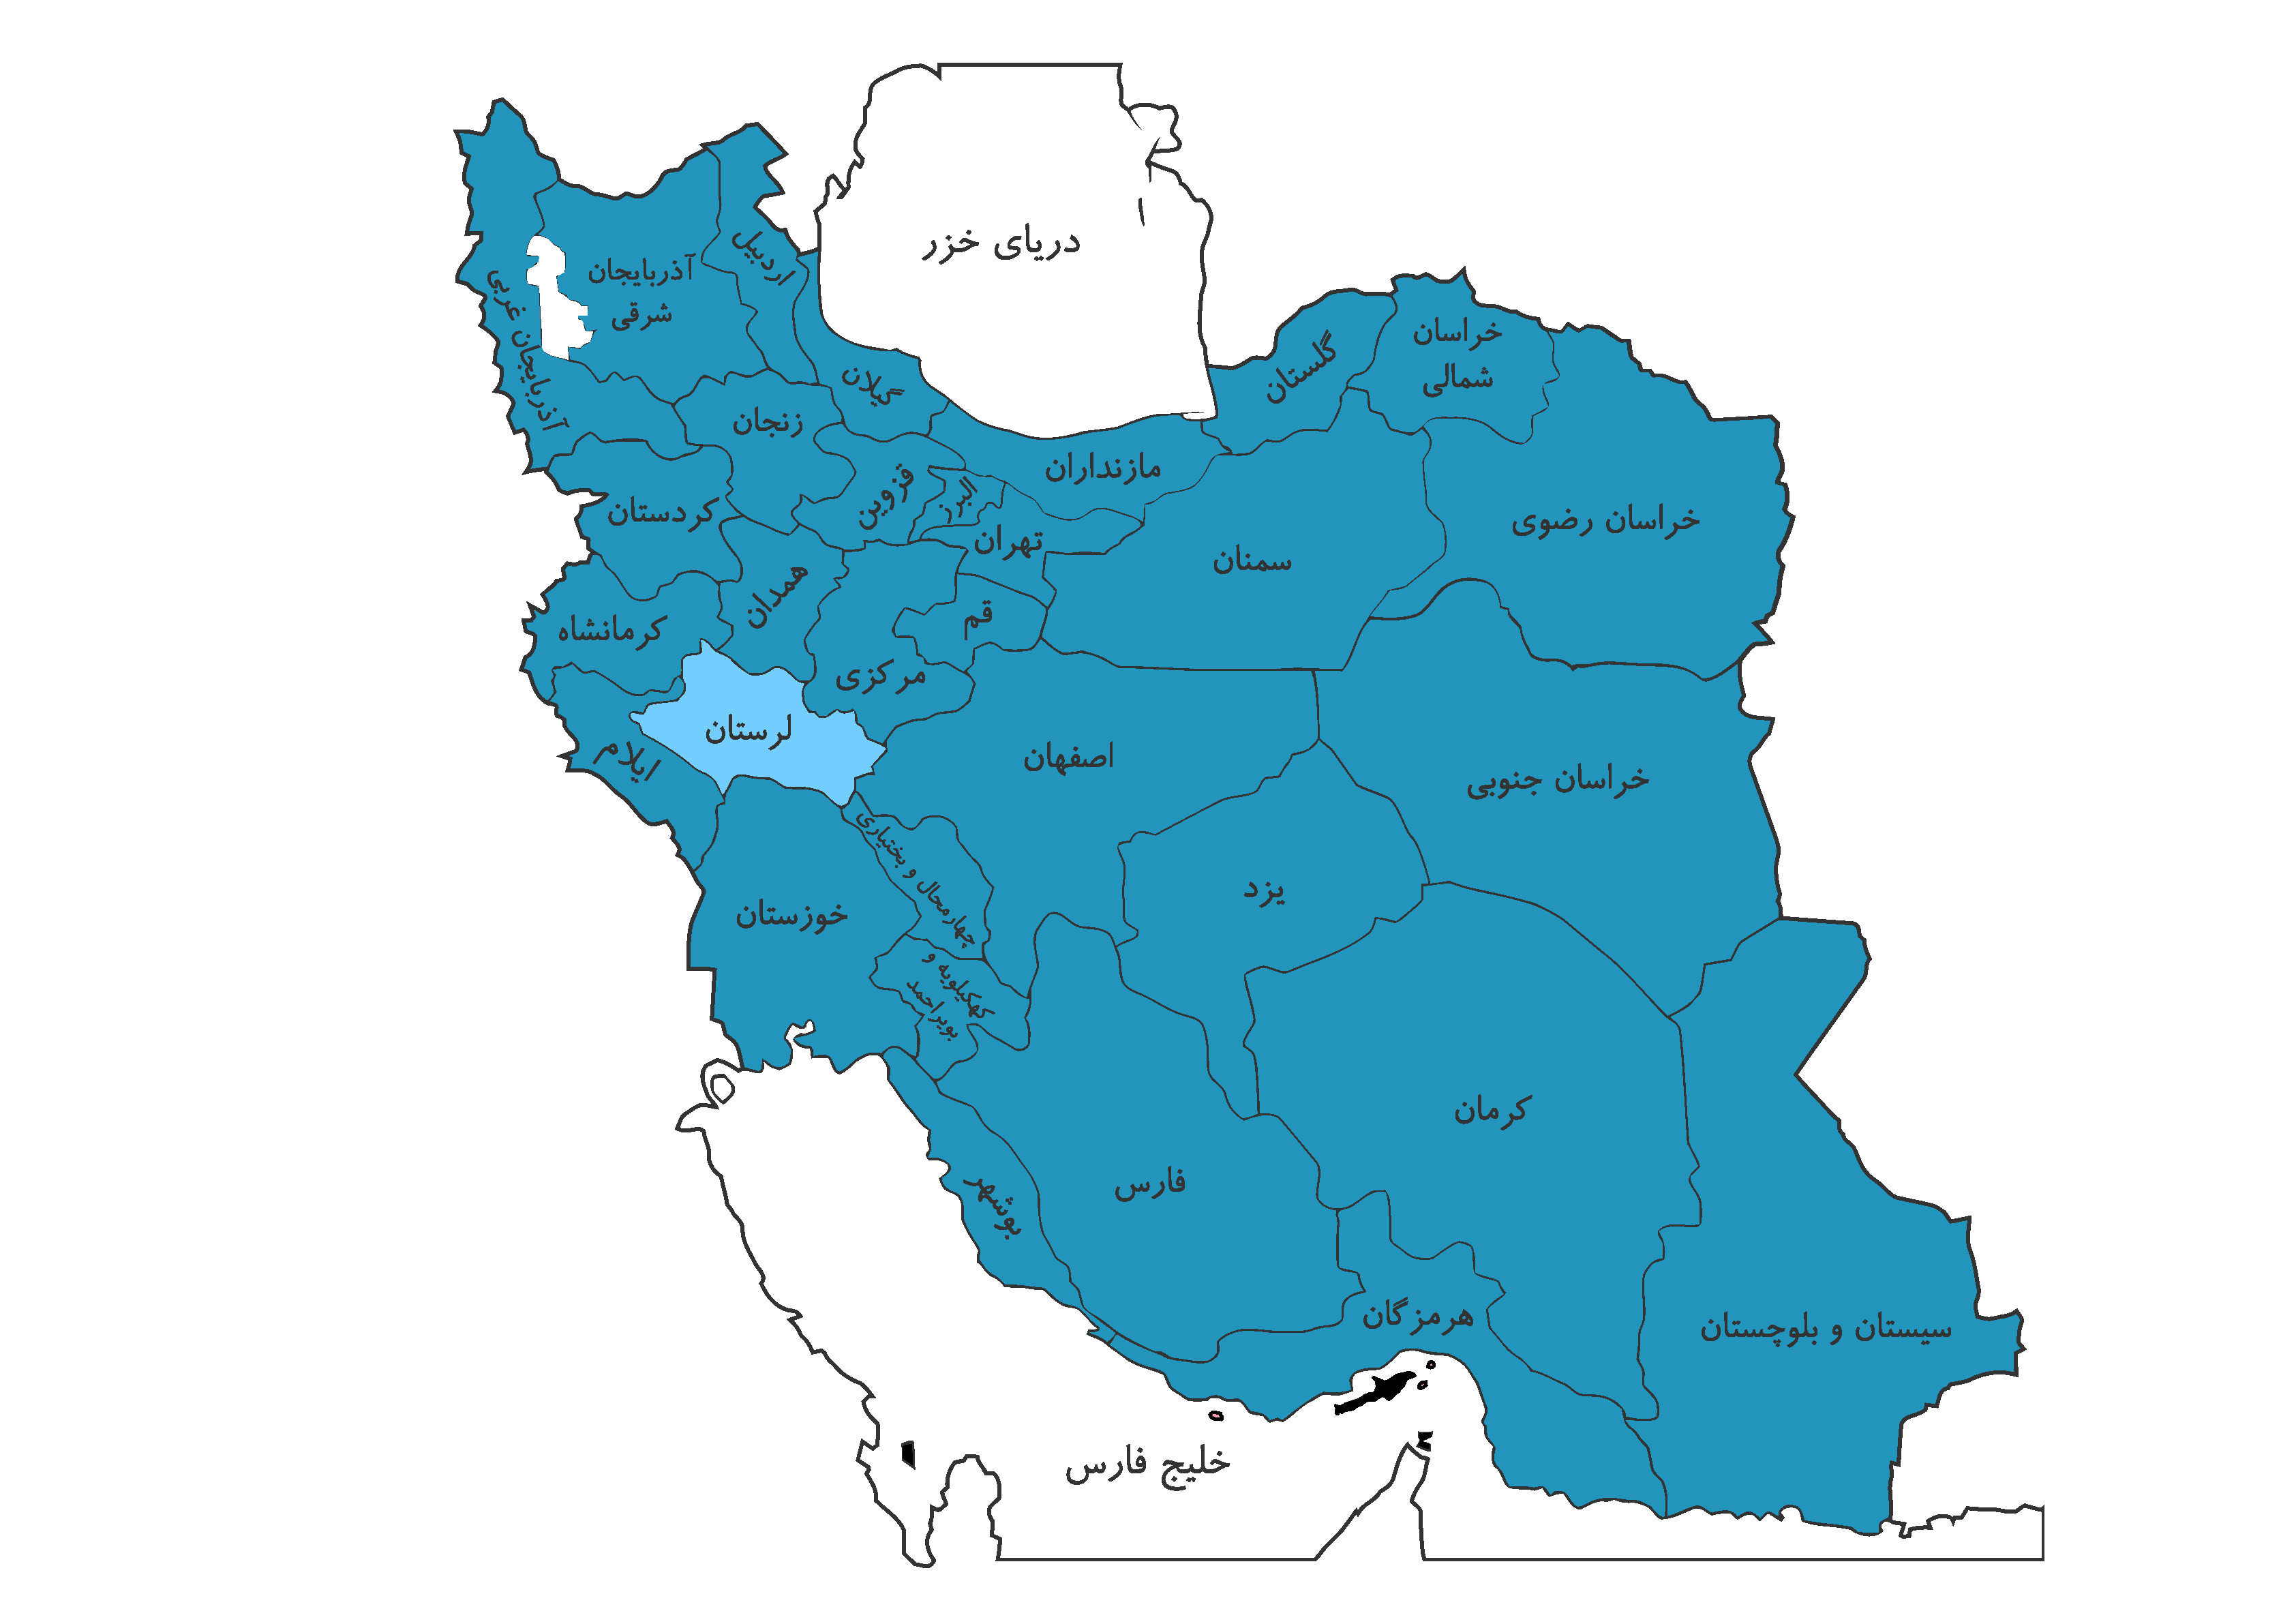 دریای خزر
اردبیل
آذربایجان
شرقی
آذربایجان غربی
گیلان
زنجان
گلستان
خراسان
شمالی
مازنداران
قزوین
البرز
تهران
کردستان
سمنان
خراسان رضوی
همدان
قم
کرمانشاه
مرکزی
لرستان
ایلام
اصفهان
خراسان جنوبی
چهارمحال و بختیاری
یزد
خوزستان
کهگیلویه و
بویراحمد
کرمان
فارس
بوشهر
هرمزگان
سیستان و بلوچستان
خلیج فارس